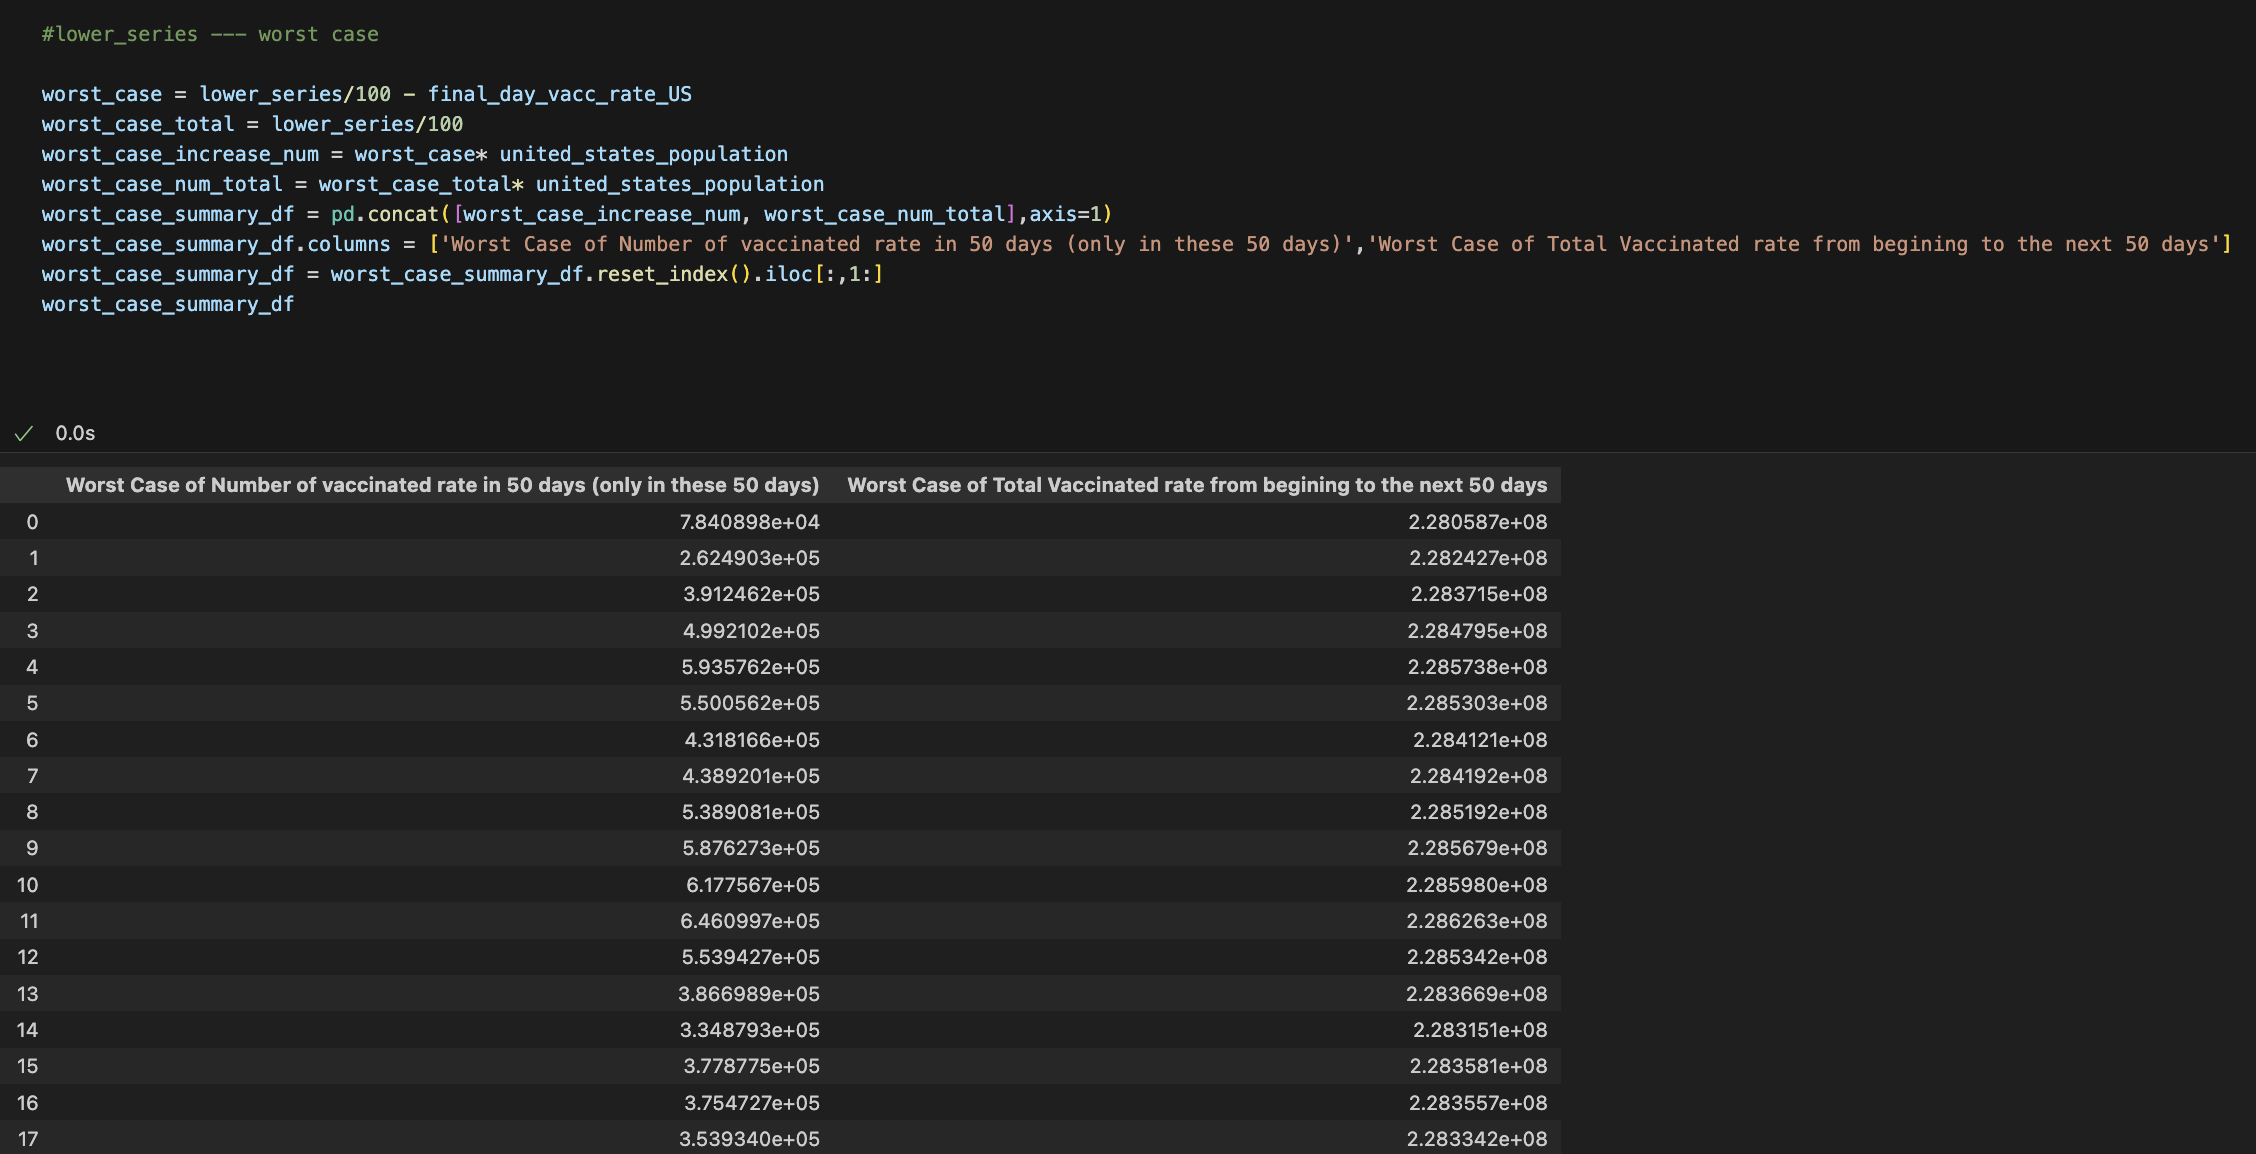 #lower_series --- worst case
worst_case = lower_series/100 - final_day_vacc_rate_US
worst_case_total = lower_series/100
worst_case_increase_num = worst_case* united_states_population
worst_case_num_total = worst_case_total* united_states_population
worst_case_summary_df = pd.concat([worst_case_increase_num, worst_case_num_total],axis=1)
worst_case_summary_df.columns = ['Worst Case of Number of vaccinated rate in 50 days (only in these 50 days)','Worst Case of Total Vaccinated rate from begining to the next 50 days']
worst_case_summary_df = worst_case_summary_df.reset_index().iloc[:,1:]
worst_case_summary_df
0.0s
Worst Case of Number of vaccinated rate in 50 days (only in these 50 days) Worst Case of Total Vaccinated rate from begining to the next 50 days
0 7.840898e+04 2.280587e+08
1 2.624903e+05 2.282427e+08
2 3.912462e+05 2.283715e+08
3 4.992102e+05 2.284795e+08
4 5.935762e+05 2.285738e+08
5 5.500562e+05 2.285303e+08
6 4.318166e+05 2.284121e+08
7 4.389201e+05 2.284192e+08
8 5.389081e+05 2.285192e+08
9 5.876273e+05 2.285679e+08
10 6.177567e+05 2.285980e+08
11 6.460997e+05 2.286263e+08
12 5.539427e+05 2.285342e+08
13 3.866989e+05 2.283669e+08
14 3.348793e+05 2.283151e+08
15 3.778775e+05 2.283581e+08
16 3.754727e+05 2.283557e+08
17 3.539340e+05 2.283342e+08